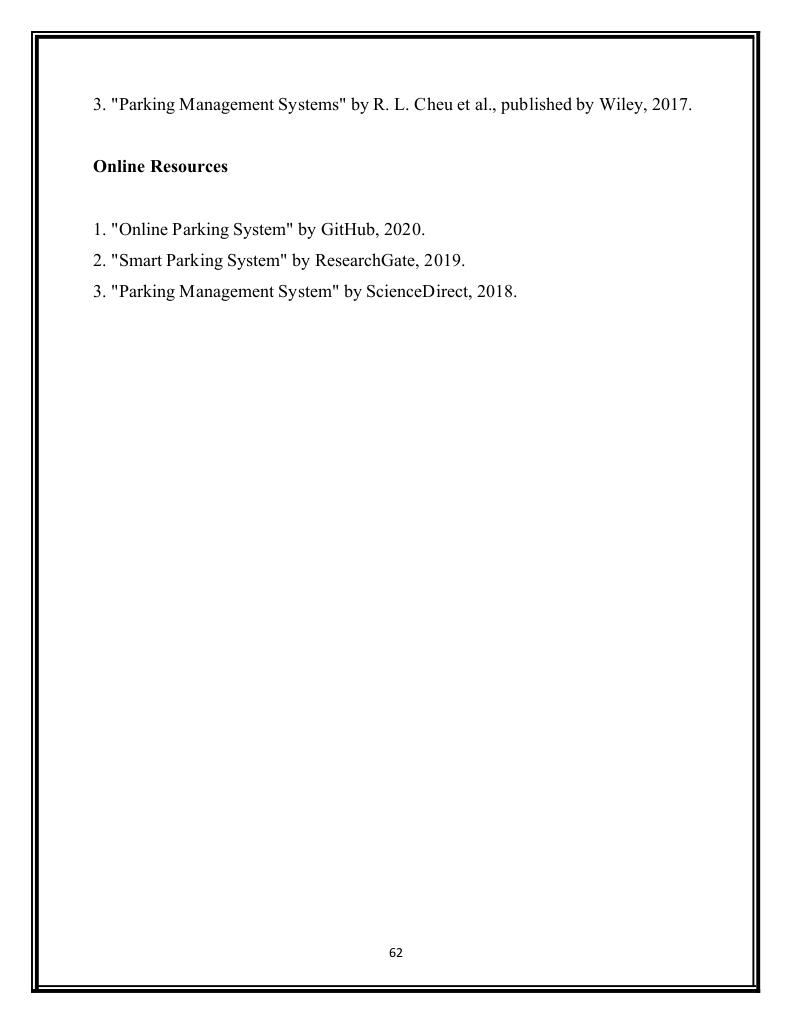 3. "Parking Management Systems" by R. L. Cheu et al., published by Wiley, 2017.
Online Resources
1. "Online Parking System" by GitHub, 2020.
2. "Smart Parking System" by ResearchGate, 2019.
3. "Parking Management System" by ScienceDirect, 2018.
62